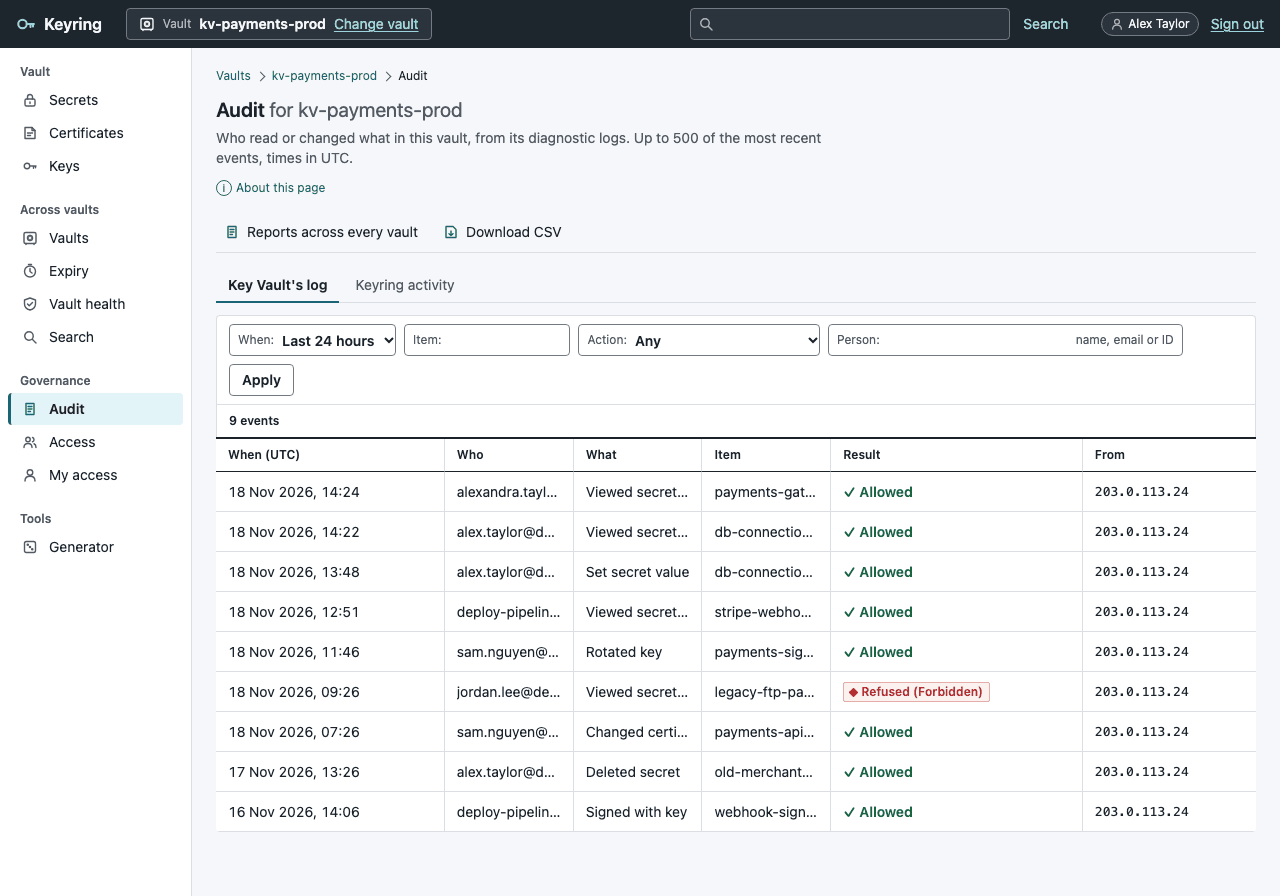 Keyring
Vault kv-payments-prod Change vault
Search
Alex Taylor
Sign out
Vault
Secrets
Certificates
Keys
Across vaults
Vaults
Expiry
Vault health
Search
Governance
Audit
Access
My access
Tools
Generator
Vaults > kv-payments-prod > Audit
Audit for kv-payments-prod
Who read or changed what in this vault, from its diagnostic logs. Up to 500 of the most recent
events, times in UTC.
About this page
Reports across every vault
Download CSV
Key Vault's log
Keyring activity
When: Last 24 hours
Item:
Action: Any
Person: name, email or ID
Apply
9 events
When (UTC) Who What Item Result From
18 Nov 2026, 14:24 alexandra.tayl... Viewed secret... payments-gat... Allowed 203.0.113.24
18 Nov 2026, 14:22 alex.taylor@d... Viewed secret... db-connectio... Allowed 203.0.113.24
18 Nov 2026, 13:48 alex.taylor@d... Set secret value db-connectio... Allowed 203.0.113.24
18 Nov 2026, 12:51 deploy-pipelin... Viewed secret... stripe-webho... Allowed 203.0.113.24
18 Nov 2026, 11:46 sam.nguyen@... Rotated key payments-sig... Allowed 203.0.113.24
18 Nov 2026, 09:26 jordan.lee@de... Viewed secret... legacy-ftp-pa... Refused (Forbidden) 203.0.113.24
18 Nov 2026, 07:26 sam.nguyen@... Changed certi... payments-api... Allowed 203.0.113.24
17 Nov 2026, 13:26 alex.taylor@d... Deleted secret old-merchant... Allowed 203.0.113.24
16 Nov 2026, 14:06 deploy-pipelin... Signed with key webhook-sign... Allowed 203.0.113.24